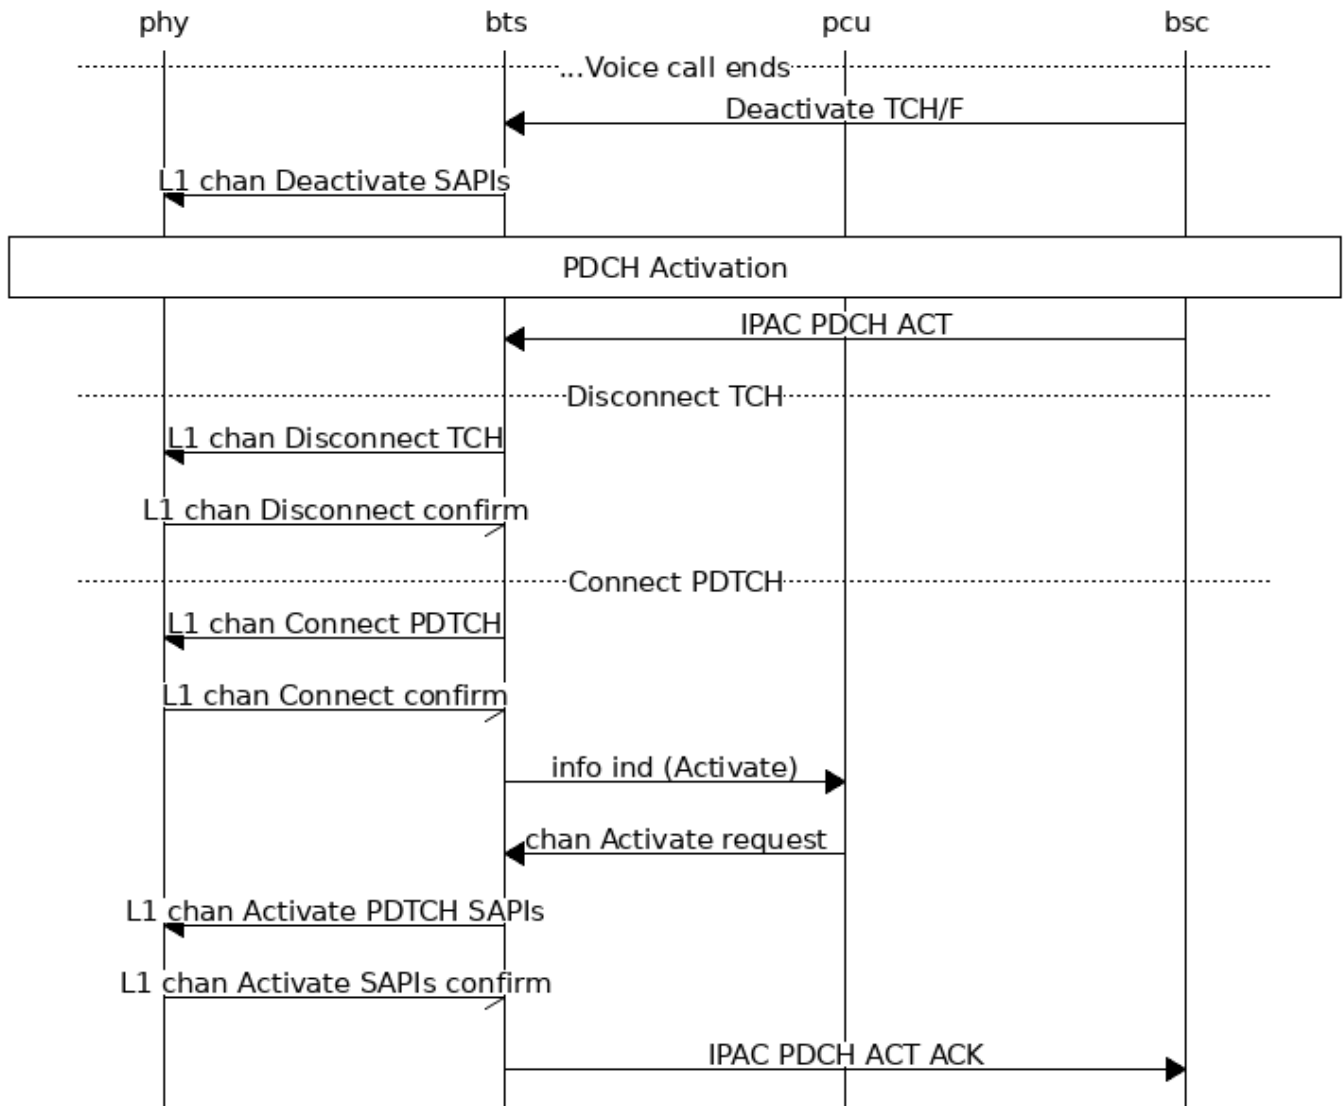 phy bts pcu bsc
...Voice call ends
Deactivate TCH/F
L1 chan Deactivate SAPIs
PDCH Activation
IPAC PDCH ACT
Disconnect TCH
L1 chan Disconnect TCH
L1 chan Disconnect confirm
Connect PDTCH
L1 chan Connect PDTCH
L1 chan Connect confirm
info ind (Activate)
chan Activate request
L1 chan Activate PDTCH SAPIs
L1 chan Activate SAPIs confirm
IPAC PDCH ACT ACK